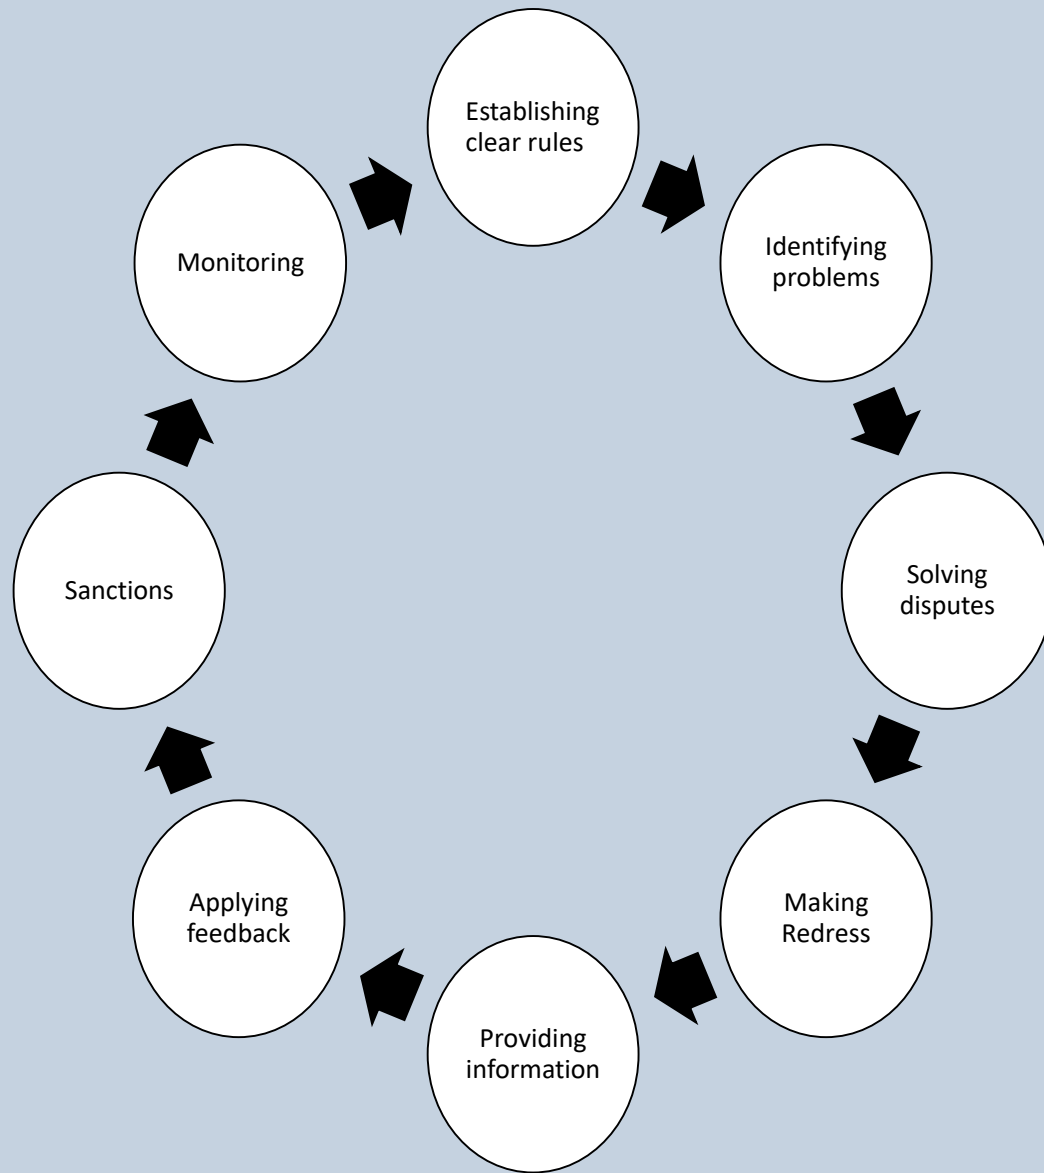 Establishing
clear rules
Identifying
problems
Solving
disputes
Making
Redress
Providing
information
Applying
feedback
Sanctions
Monitoring